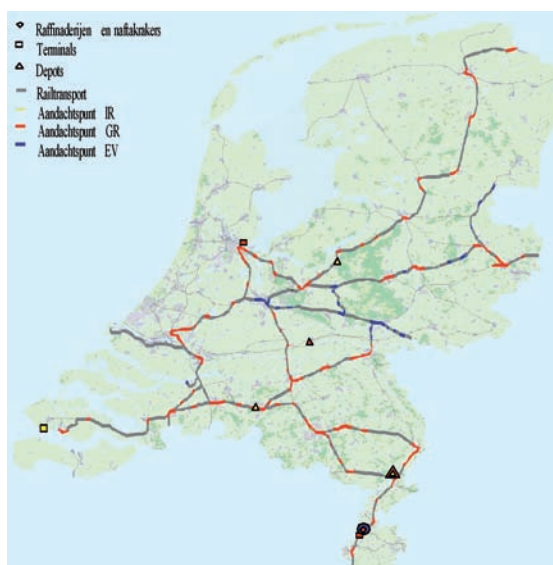 Raffinaderijen en naftakrakers
Terminals
Depots
Railtransport
Aandachtspunt IR
Aandachtspunt GR
Aandachtspunt EV